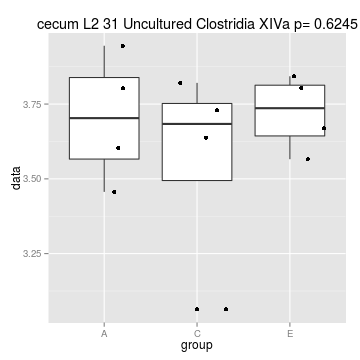 cecum L2 31 Uncultured Clostridia XIVa p= 0.6245
data
3.75
3.50
3.25
A C E
group